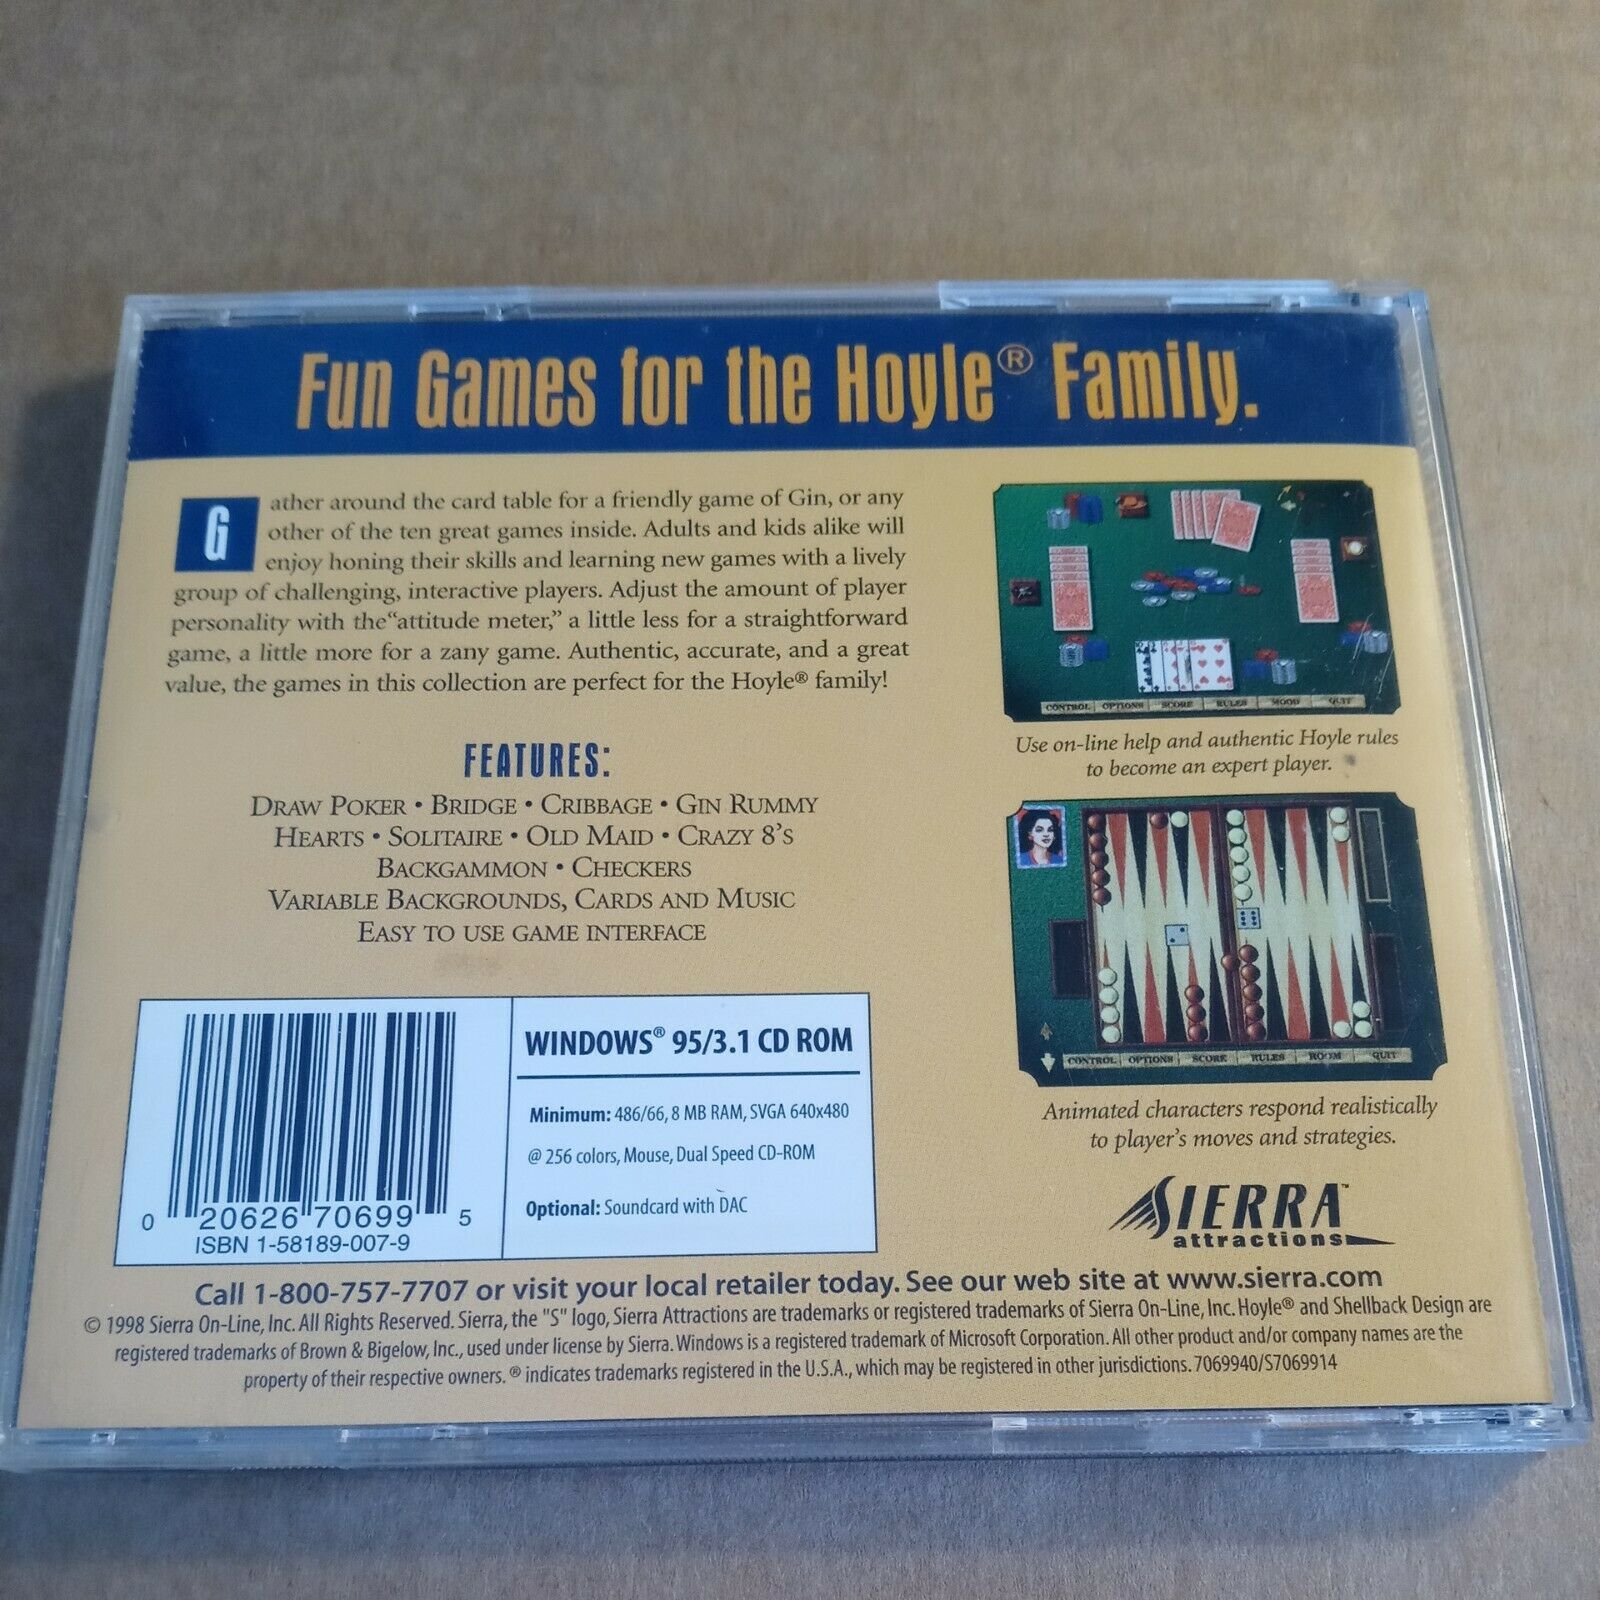 Fun Games for the Hoyle® Family.
Gather around the card table for a friendly game of Gin, or any
other of the ten great games inside. Adults and kids alike will
enjoy honing their skills and learning new games with a lively
group of challenging, interactive players. Adjust the amount of player
personality with the"attitude meter," a little less for a straightforward
game, a little more for a zany game. Authentic, accurate, and a great
value, the games in this collection are perfect for the Hoyle® family!
FEATURES:
DRAW POKER • BRIDGE • CRIBBAGE • GIN RUMMY
HEARTS • SOLITAIRE • OLD MAID • CRAZY 8'S
BACKGAMMON • CHECKERS
VARIABLE BACKGROUNDS, CARDS AND MUSIC
EASY TO USE GAME INTERFACE
CONTROL OPTIONS SCORE RULES MOOD QUIT
Use on-line help and authentic Hoyle rules
to become an expert player.
CONTROL OPTIONS SCORE RULES ROOM QUIT
Animated characters respond realistically
to player's moves and strategies.
SIERRA™
attractions
0 20626 70699 5
ISBN 1-58189-007-9
WINDOWS® 95/3.1 CD ROM
Minimum: 486/66, 8 MB RAM, SVGA 640x480
@ 256 colors, Mouse, Dual Speed CD-ROM
Optional: Soundcard with DAC
Call 1-800-757-7707 or visit your local retailer today. See our web site at www.sierra.com
© 1998 Sierra On-Line, Inc. All Rights Reserved. Sierra, the "S" logo, Sierra Attractions are trademarks or registered trademarks of Sierra On-Line, Inc. Hoyle® and Shellback Design are
registered trademarks of Brown & Bigelow, Inc., used under license by Sierra. Windows is a registered trademark of Microsoft Corporation. All other product and/or company names are the
property of their respective owners. ® indicates trademarks registered in the U.S.A., which may be registered in other jurisdictions. 7069940/S7069914